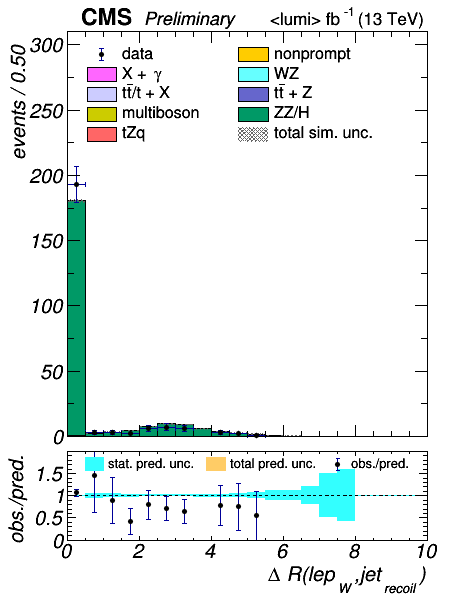 CMS Preliminary <lumi> fb⁻¹ (13 TeV)
events / 0.50
300
250
200
150
100
50
0
data
nonprompt
X + γ
WZ
tt̄/t + X
tt̄ + Z
multiboson
ZZ/H
tZq
total sim. unc.
obs./pred.
1.5
1
0.5
0
stat. pred. unc.
total pred. unc.
obs./pred.
0 2 4 6 8 10
Δ R(lep_W,jet_recoil)